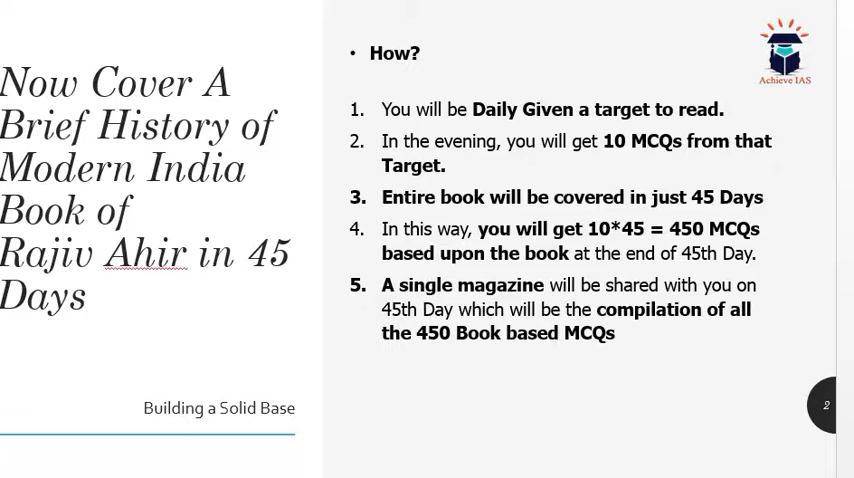 Now Cover A
Brief History of
Modern India
Book of
Rajiv Ahir in 45
Days
Building a Solid Base
• How?
1. You will be Daily Given a target to read.
2. In the evening, you will get 10 MCQs from that
Target.
3. Entire book will be covered in just 45 Days
4. In this way, you will get 10*45 = 450 MCQs
based upon the book at the end of 45th Day.
5. A single magazine will be shared with you on
45th Day which will be the compilation of all
the 450 Book based MCQs
Achieve IAS
2